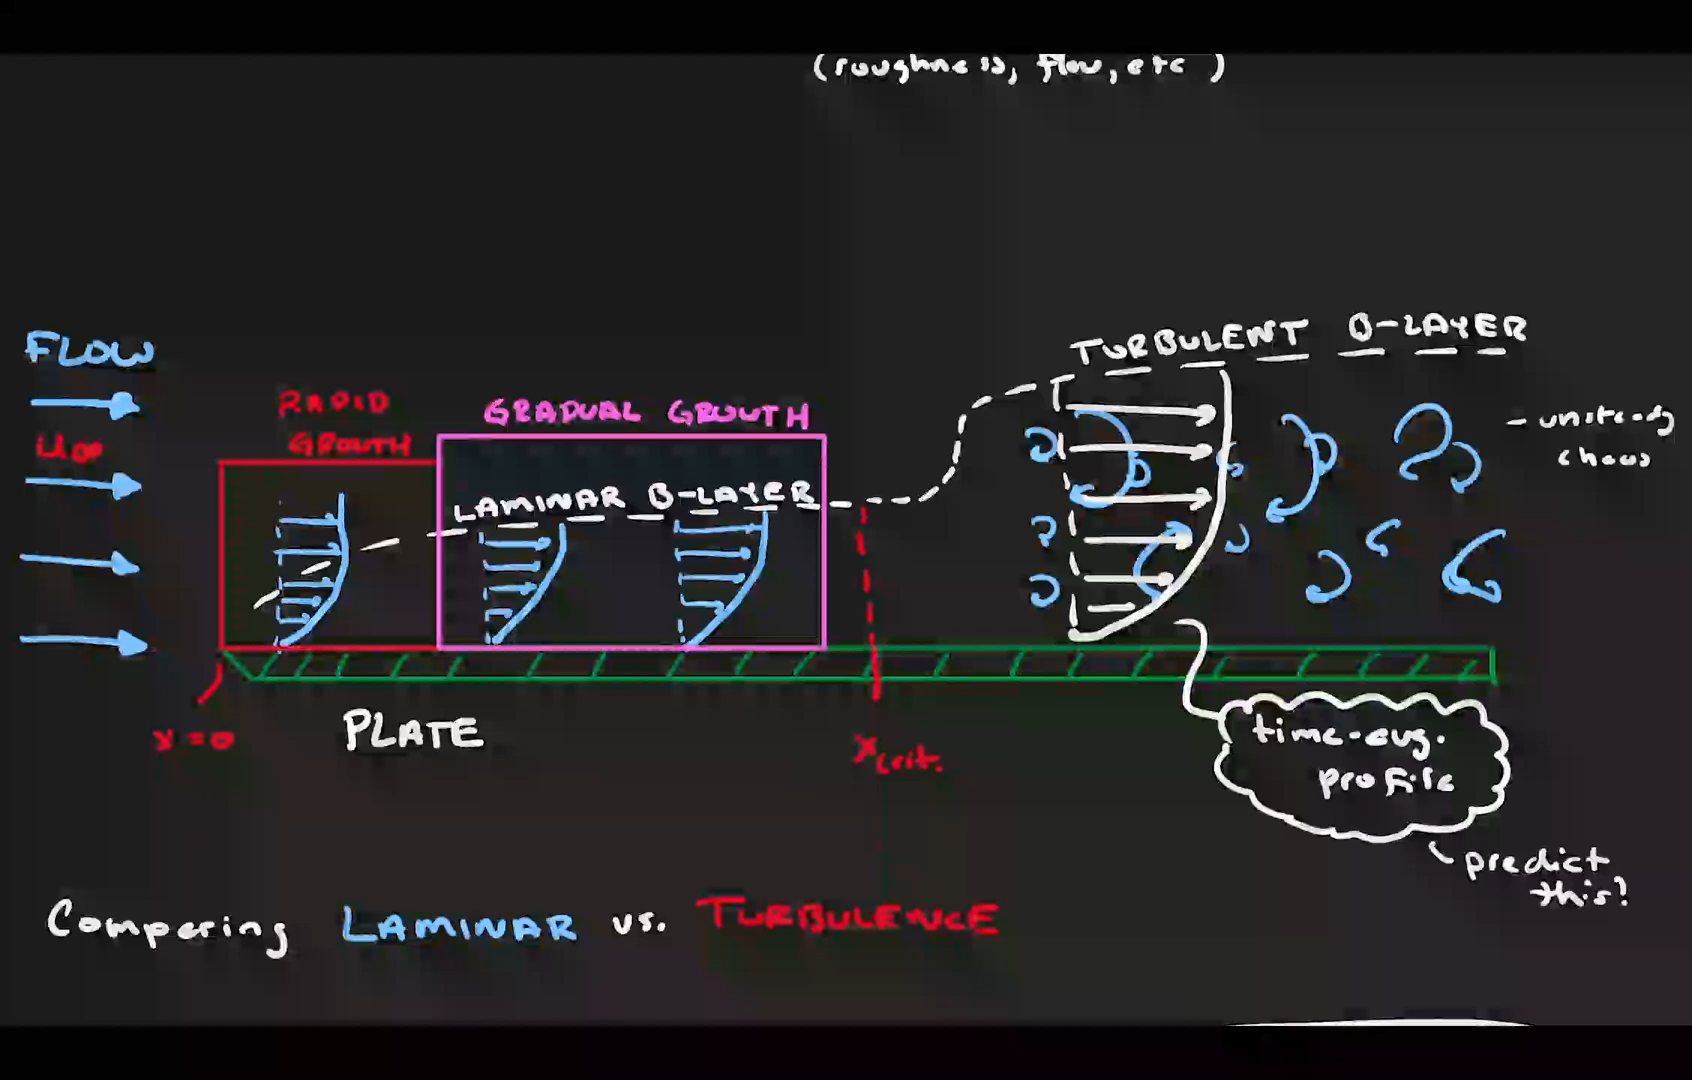 (roughness, flow, etc)
FLOW
U∞
RAPID
GROWTH
GRADUAL GROWTH
LAMINAR B-LAYER
TURBULENT B-LAYER
- unsteady
chaos
x=0
PLATE
xcrit.
time-avg.
profile
predict
this!
Comparing LAMINAR vs. TURBULENCE